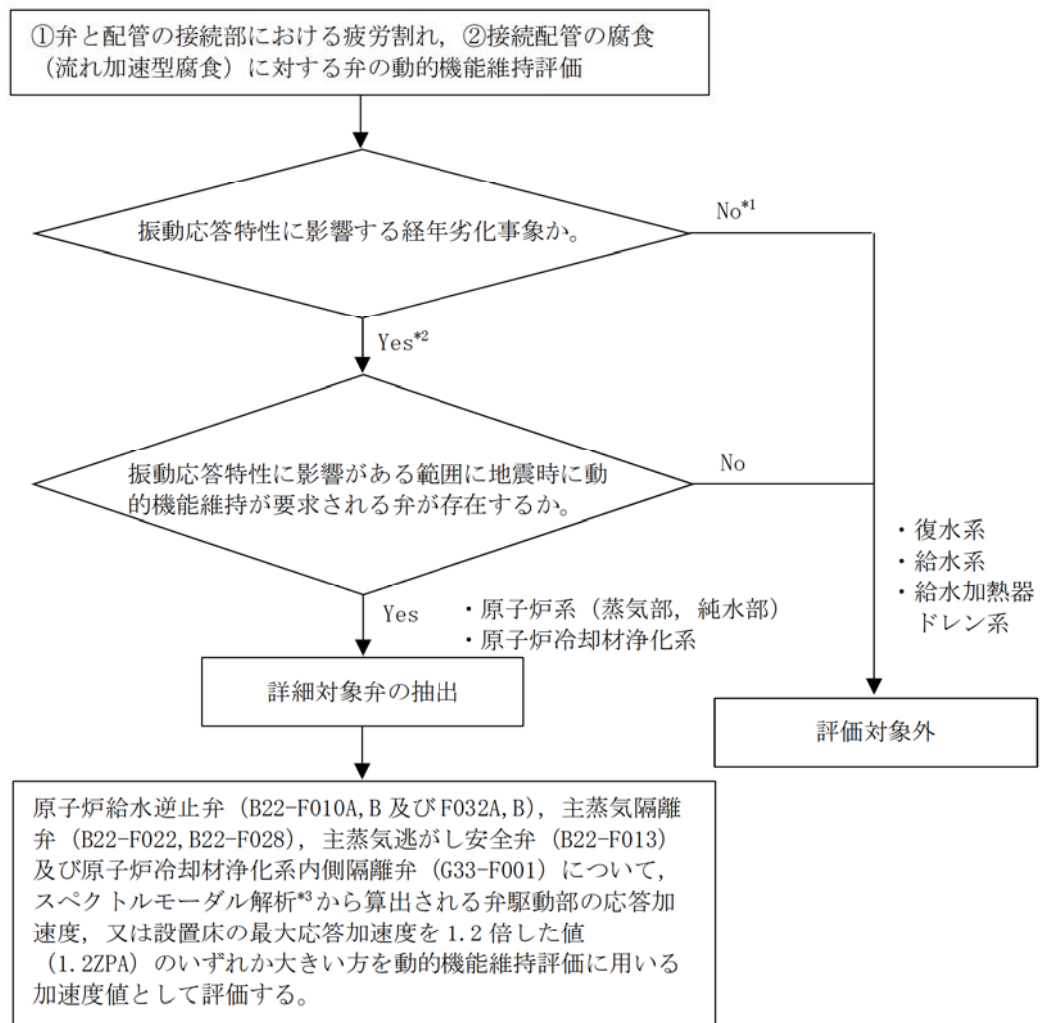 ①弁と配管の接続部における疲労割れ，②接続配管の腐食
（流れ加速型腐食）に対する弁の動的機能維持評価
振動応答特性に影響する経年劣化事象か。
No*1
Yes*2
振動応答特性に影響がある範囲に地震時に動
的機能維持が要求される弁が存在するか。
No
・復水系
・給水系
・給水加熱器
ドレン系
Yes
・原子炉系（蒸気部，純水部）
・原子炉冷却材浄化系
詳細対象弁の抽出
評価対象外
原子炉給水逆止弁（B22-F010A,B 及び F032A,B），主蒸気隔離
弁（B22-F022,B22-F028），主蒸気逃がし安全弁（B22-F013）
及び原子炉冷却材浄化系内側隔離弁（G33-F001）について，
スペクトルモーダル解析*3から算出される弁駆動部の応答加
速度，又は設置床の最大応答加速度を 1.2 倍した値
（1.2ZPA）のいずれか大きい方を動的機能維持評価に用いる
加速度値として評価する。